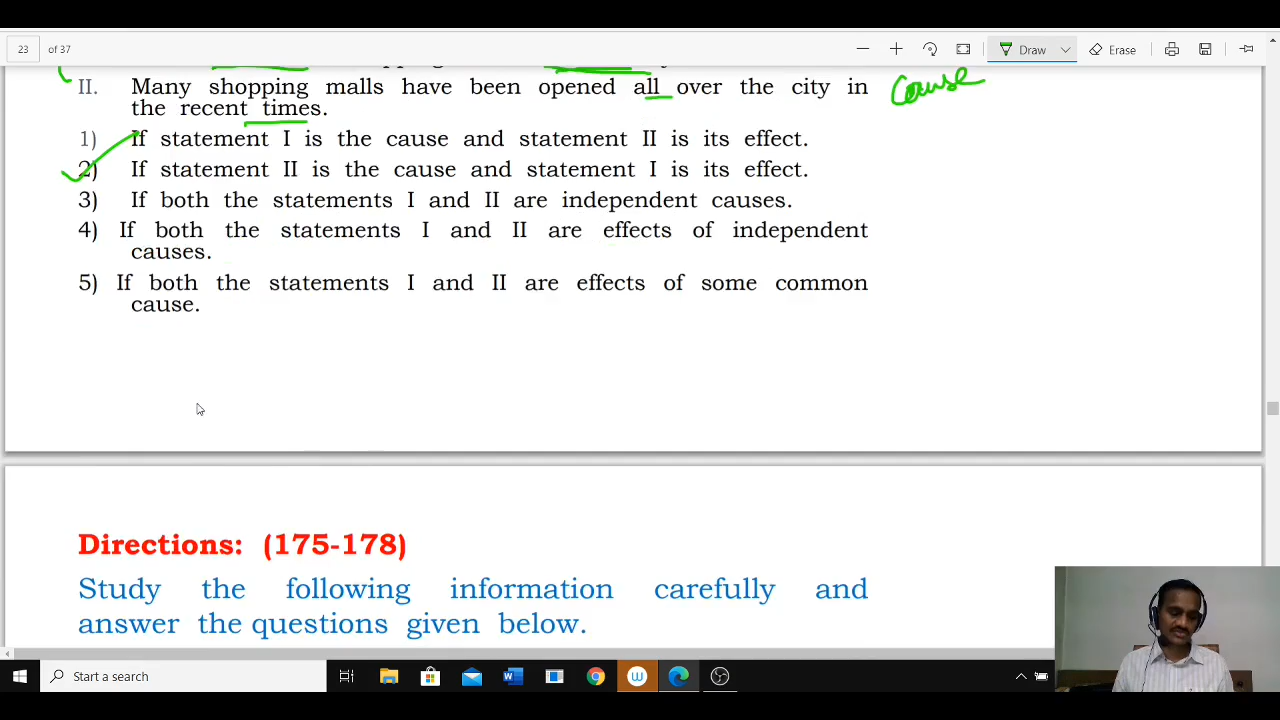 23 of 37
Draw
Erase
II. Many shopping malls have been opened all over the city in
the recent times.
Cause
1) If statement I is the cause and statement II is its effect.
2) If statement II is the cause and statement I is its effect.
3) If both the statements I and II are independent causes.
4) If both the statements I and II are effects of independent
causes.
5) If both the statements I and II are effects of some common
cause.
Directions: (175-178)
Study the following information carefully and
answer the questions given below.
Start a search